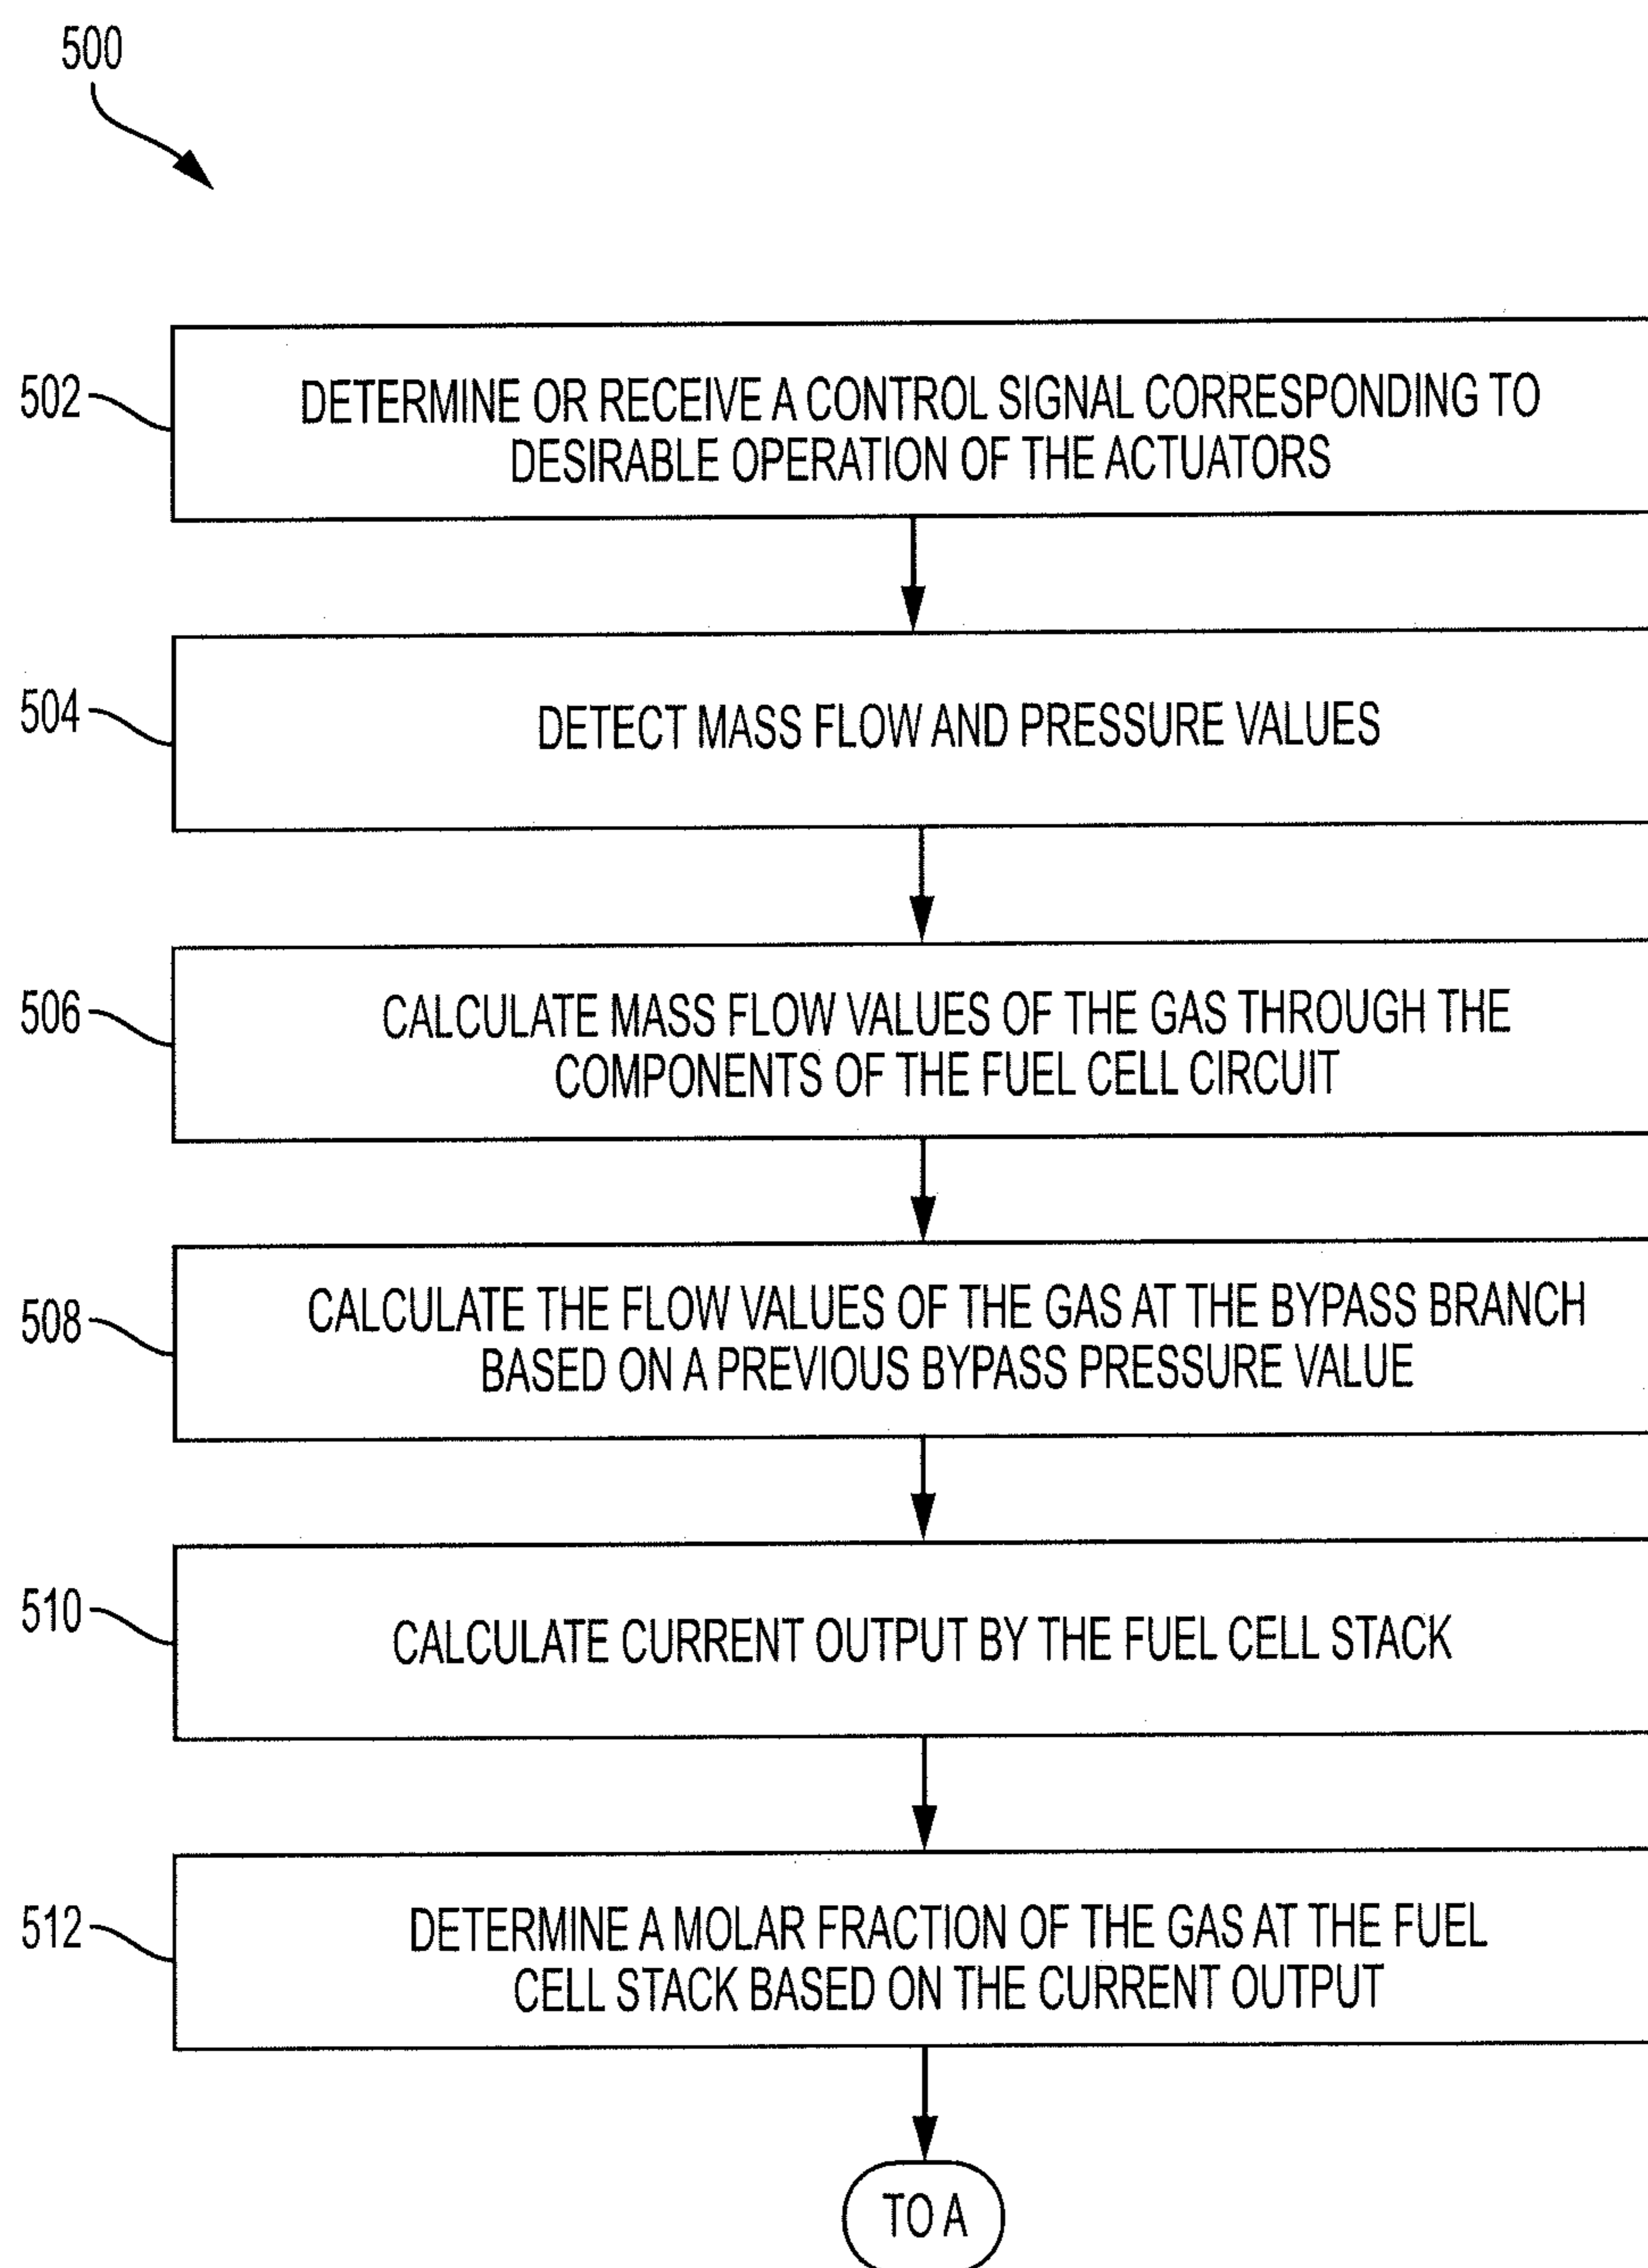 500
502
DETERMINE OR RECEIVE A CONTROL SIGNAL CORRESPONDING TO
DESIRABLE OPERATION OF THE ACTUATORS
504
DETECT MASS FLOW AND PRESSURE VALUES
506
CALCULATE MASS FLOW VALUES OF THE GAS THROUGH THE
COMPONENTS OF THE FUEL CELL CIRCUIT
508
CALCULATE THE FLOW VALUES OF THE GAS AT THE BYPASS BRANCH
BASED ON A PREVIOUS BYPASS PRESSURE VALUE
510
CALCULATE CURRENT OUTPUT BY THE FUEL CELL STACK
512
DETERMINE A MOLAR FRACTION OF THE GAS AT THE FUEL
CELL STACK BASED ON THE CURRENT OUTPUT
TO A